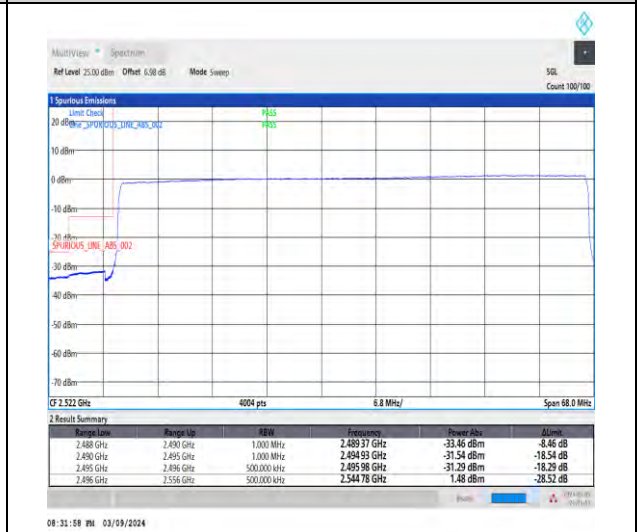 MultiView Spectrum
Ref Level 25.00 dBm Offset 6.98 dB Mode Sweep SGL
Count 100/100
1 Spurious Emissions
Limit Check PASS
20 dBm Line _SPURIOUS_LINE_ABS_002 PASS
10 dBm
0 dBm
-10 dBm
-20 dBm
_SPURIOUS_LINE_ABS_002
-30 dBm
-40 dBm
-50 dBm
-60 dBm
-70 dBm
CF 2.522 GHz 4004 pts 6.8 MHz/ Span 68.0 MHz
2 Result Summary
Range Low Range Up RBW Frequency Power Abs ΔLimit
2.488 GHz 2.490 GHz 1.000 MHz 2.489 37 GHz -33.46 dBm -8.46 dB
2.490 GHz 2.495 GHz 1.000 MHz 2.494 93 GHz -31.54 dBm -18.54 dB
2.495 GHz 2.496 GHz 500.000 kHz 2.495 98 GHz -31.29 dBm -18.29 dB
2.496 GHz 2.556 GHz 500.000 kHz 2.544 78 GHz 1.48 dBm -28.52 dB
08:31:58 PM 03/09/2024